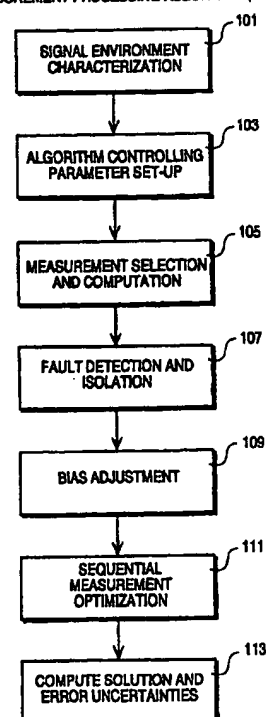 101
SIGNAL ENVIRONMENT
CHARACTERIZATION
103
ALGORITHM CONTROLLING
PARAMETER SET-UP
105
MEASUREMENT SELECTION
AND COMPUTATION
107
FAULT DETECTION AND
ISOLATION
109
BIAS ADJUSTMENT
111
SEQUENTIAL
MEASUREMENT
OPTIMIZATION
113
COMPUTE SOLUTION AND
ERROR UNCERTAINTIES